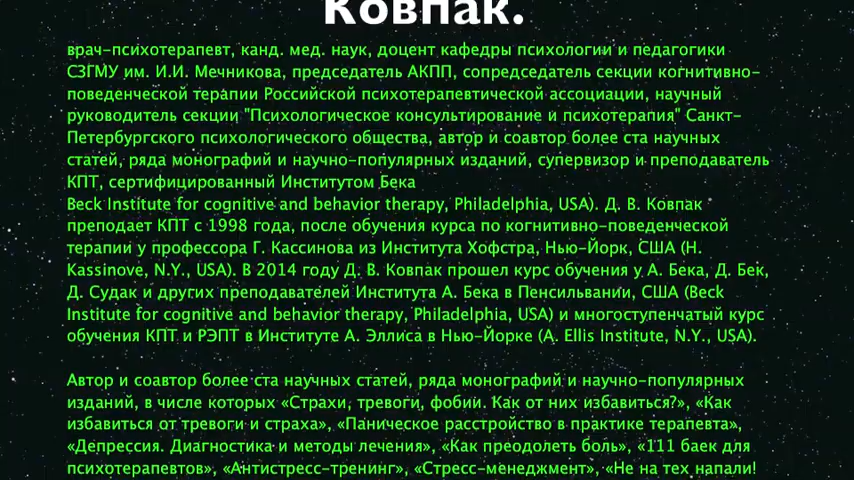 Ковпак.
врач-психотерапевт, канд. мед. наук, доцент кафедры психологии и педагогики
СЗГМУ им. И.И. Мечникова, председатель АКПП, сопредседатель секции когнитивно-
поведенческой терапии Российской психотерапевтической ассоциации, научный
руководитель секции "Психологическое консультирование и психотерапия" Санкт-
Петербургского психологического общества, автор и соавтор более ста научных
статей, ряда монографий и научно-популярных изданий, супервизор и преподаватель
КПТ, сертифицированный Институтом Бека
Beck Institute for cognitive and behavior therapy, Philadelphia, USA). Д. В. Ковпак
преподает КПТ с 1998 года, после обучения курса по когнитивно-поведенческой
терапии у профессора Г. Кассинова из Института Хофстра, Нью-Йорк, США (H.
Kassinove, N.Y., USA). В 2014 году Д. В. Ковпак прошел курс обучения у А. Бека, Д. Бек,
Д. Судак и других преподавателей Института А. Бека в Пенсильвании, США (Beck
Institute for cognitive and behavior therapy, Philadelphia, USA) и многоступенчатый курс
обучения КПТ и РЭПТ в Институте А. Эллиса в Нью-Йорке (A. Ellis Institute, N.Y., USA).
Автор и соавтор более ста научных статей, ряда монографий и научно-популярных
изданий, в числе которых «Страхи, тревоги, фобии. Как от них избавиться?», «Как
избавиться от тревоги и страха», «Паническое расстройство в практике терапевта»,
«Депрессия. Диагностика и методы лечения», «Как преодолеть боль», «111 баек для
психотерапевтов», «Антистресс-тренинг», «Стресс-менеджмент», «Не на тех напали!